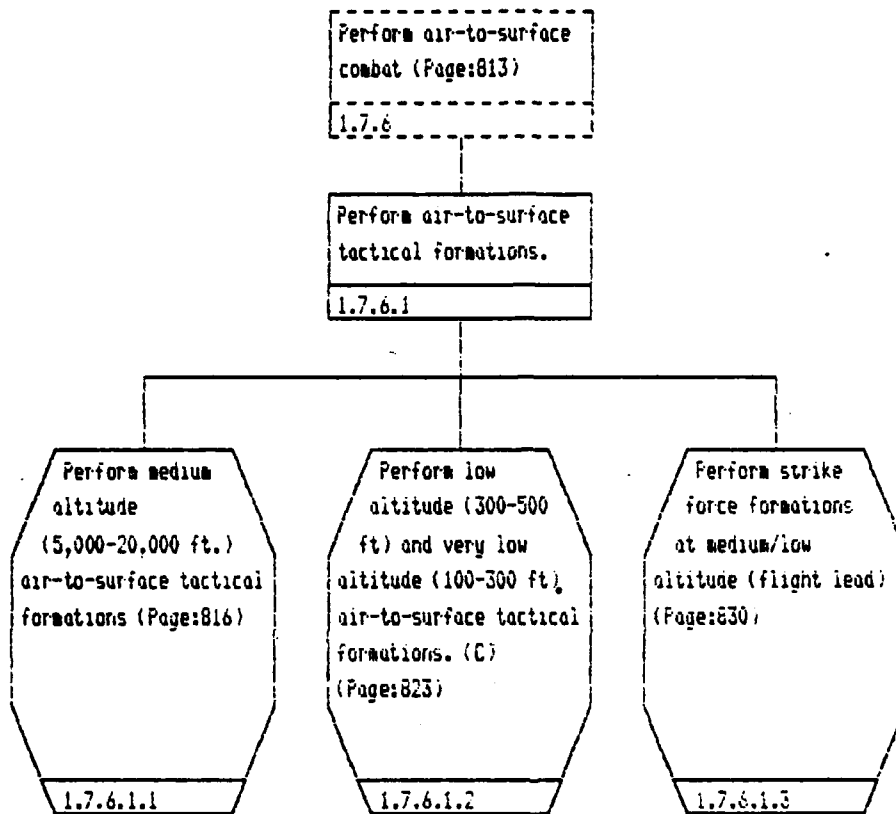 Perform air-to-surface
combat (Page:813)
1.7.6
Perform air-to-surface
tactical formations.
1.7.6.1
Perform medium
altitude
(5,000-20,000 ft.)
air-to-surface tactical
formations (Page:816)
1.7.6.1.1
Perform low
altitude (300-500
ft) and very low
altitude (100-300 ft)
air-to-surface tactical
formations. (C)
(Page:823)
1.7.6.1.2
Perform strike
force formations
at medium/low
altitude (flight lead)
(Page:830)
1.7.6.1.3